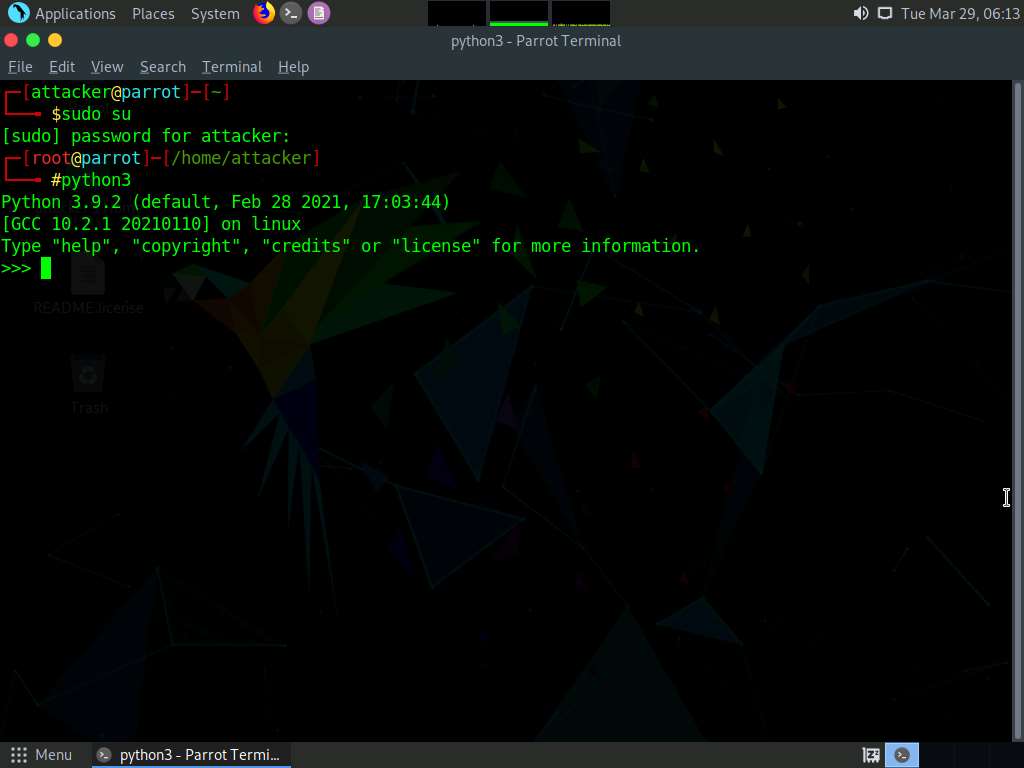 Applications Places System Tue Mar 29, 06:13
python3 - Parrot Terminal
File Edit View Search Terminal Help
┌─[attacker@parrot]─[~]
└──╼ $sudo su
[sudo] password for attacker:
┌─[root@parrot]─[/home/attacker]
└──╼ #python3
Python 3.9.2 (default, Feb 28 2021, 17:03:44)
[GCC 10.2.1 20210110] on linux
Type "help", "copyright", "credits" or "license" for more information.
>>>
README.license
Trash
Menu python3 - Parrot Termi...